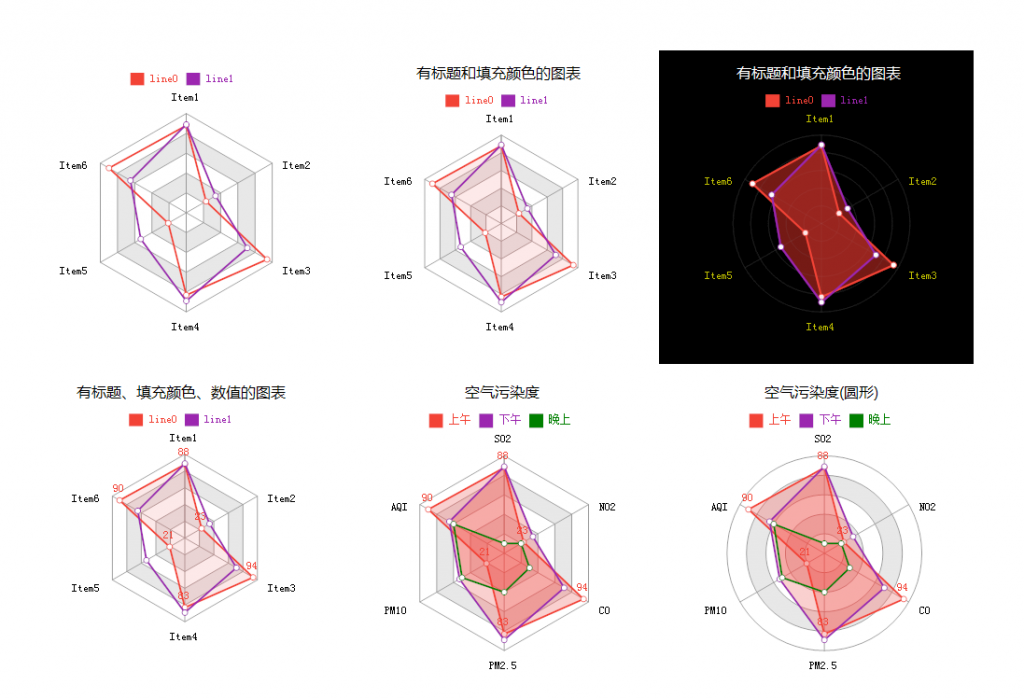 line0 line1
Item1
Item6 Item2
Item5 Item3
Item4
有标题和填充颜色的图表
line0 line1
Item1
Item6 Item2
Item5 Item3
Item4
有标题和填充颜色的图表
line0 line1
Item1
Item6 Item2
Item5 Item3
Item4
有标题、填充颜色、数值的图表
line0 line1
Item1
88
90
Item6 Item2
23
21
94
Item5 Item3
83
Item4
空气污染度
上午 下午 晚上
SO2
88
90
AQI NO2
23
21
94
PM10 CO
83
PM2.5
空气污染度(圆形)
上午 下午 晚上
SO2
88
90
AQI NO2
23
21
94
PM10 CO
83
PM2.5